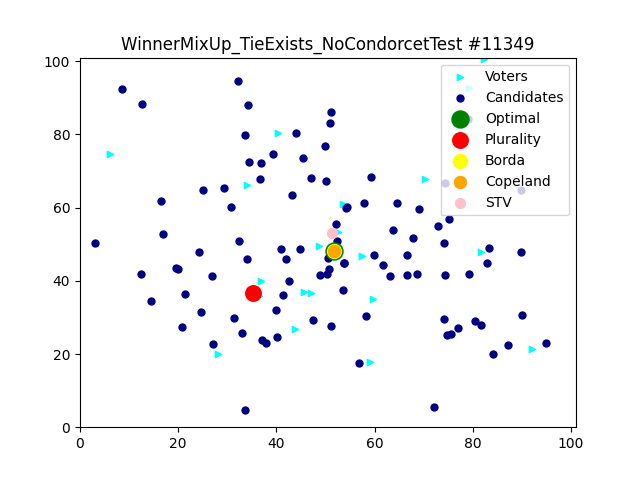 WinnerMixUp_TieExists_NoCondorcetTest #11349
Voters
Candidates
Optimal
Plurality
Borda
Copeland
STV
100
80
60
40
20
0
0 20 40 60 80 100